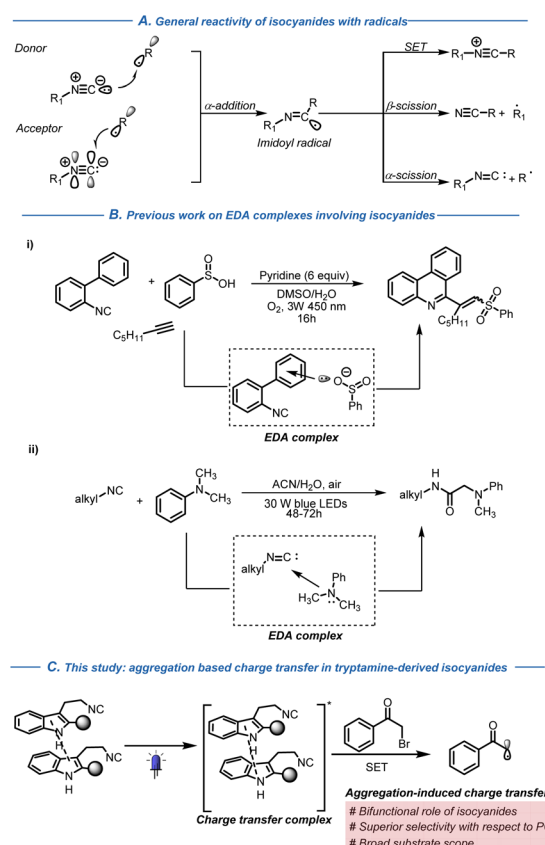 A. General reactivity of isocyanides with radicals
Donor
R
R₁–N≡C
⊕ ⊖
Acceptor
R
R₁–N≡C:
⊕ ⊖
α-addition
R₁ N=C R
Imidoyl radical
SET
R₁–N≡C–R
⊕
β-scission
N≡C–R + Ṙ₁
α-scission
R₁ N=C: + R·
B. Previous work on EDA complexes involving isocyanides
i)
NC
+
O
S
OH
C₅H₁₁
Pyridine (6 equiv)
DMSO/H₂O
O₂, 3W 450 nm
16h
N
C₅H₁₁
O
S
O
Ph
NC
⊖
O
S
O
Ph
EDA complex
ii)
alkyl NC
+
CH₃
N
CH₃
ACN/H₂O, air
30 W blue LEDs
48-72h
alkyl
H
N
O
Ph
N
CH₃
alkyl N=C:
Ph
H₃C N CH₃
EDA complex
C. This study: aggregation based charge transfer in tryptamine-derived isocyanides
NC
N
H
NC
N
H
NC
N
H
NC
N
H
*
Charge transfer complex
O
Br
SET
O
Aggregation-induced charge transfer
# Bifunctional role of isocyanides
# Superior selectivity with respect to P
# Broad substrate scope